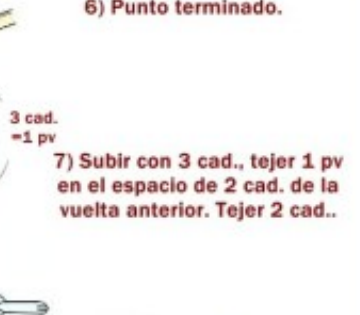 6) Punto terminado.
3 cad.
=1 pv
7) Subir con 3 cad., tejer 1 pv
en el espacio de 2 cad. de la
vuelta anterior. Tejer 2 cad..